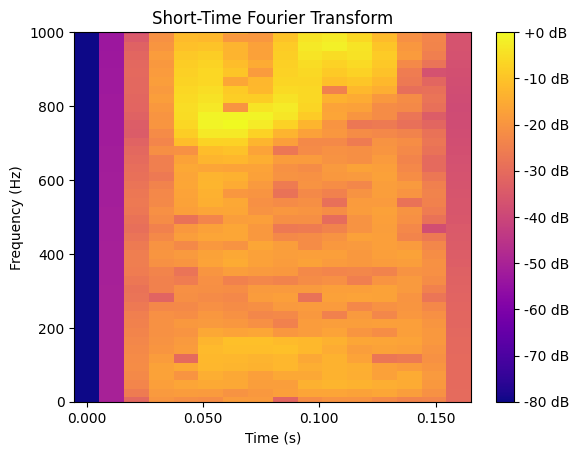 Short-Time Fourier Transform
Frequency (Hz)
1000
800
600
400
200
0
0.000
0.050
0.100
0.150
Time (s)
+0 dB
-10 dB
-20 dB
-30 dB
-40 dB
-50 dB
-60 dB
-70 dB
-80 dB